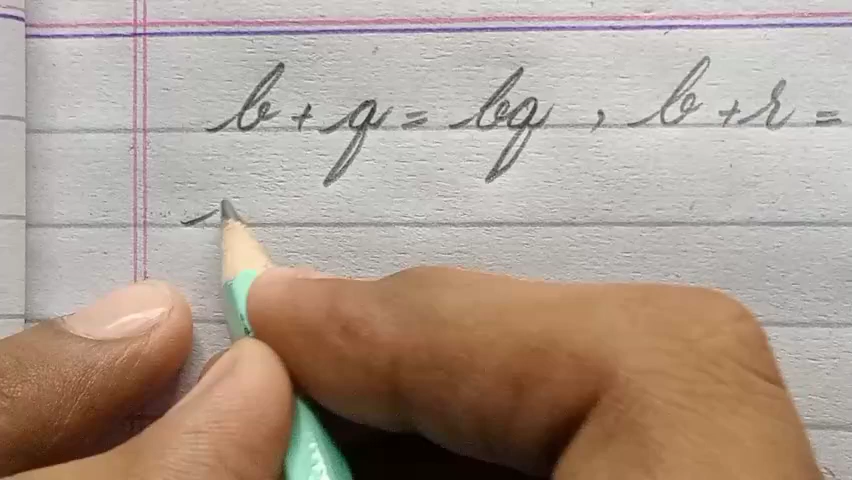 b + q = bq , b + r =